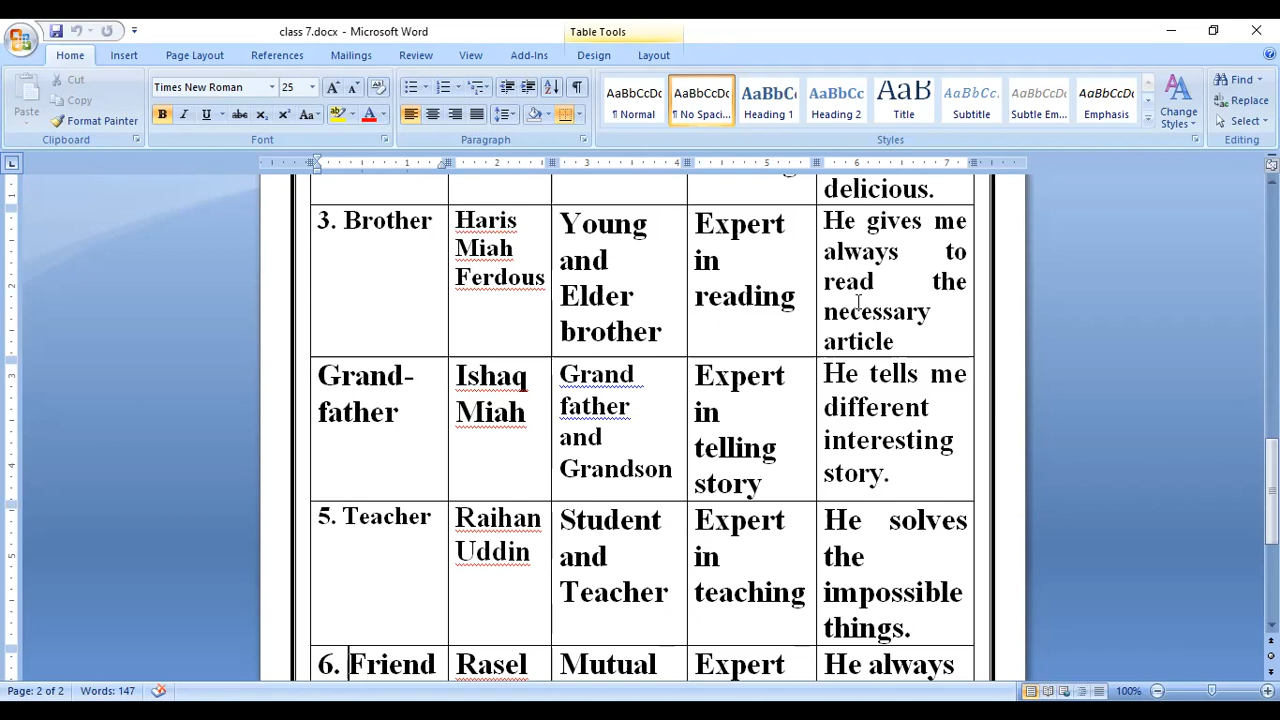 class 7.docx - Microsoft Word
Table Tools
Home Insert Page Layout References Mailings Review View Add-Ins Design Layout
Paste
Cut
Copy
Format Painter
Clipboard
Times New Roman 25
Font
Paragraph
AaBbCcDc AaBbCcDc AaBbC AaBbCc AaB AaBbCc. AaBbCcDc AaBbCcDc
¶ Normal ¶ No Spaci... Heading 1 Heading 2 Title Subtitle Subtle Em... Emphasis
Change Styles
Styles
Find
Replace
Select
Editing
delicious.
3. Brother
Haris
Miah
Ferdous
Young
and
Elder
brother
Expert
in
reading
He gives me
always to
read the
necessary
article
Grand-
father
Ishaq
Miah
Grand
father
and
Grandson
Expert
in
telling
story
He tells me
different
interesting
story.
5. Teacher
Raihan
Uddin
Student
and
Teacher
Expert
in
teaching
He solves
the
impossible
things.
6. Friend
Rasel
Mutual
Expert
He always
Page: 2 of 2 Words: 147
100%